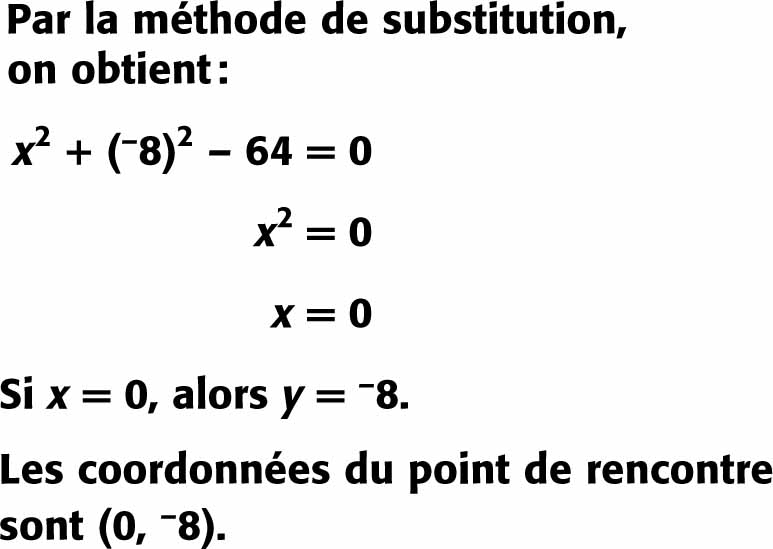 Par la méthode de substitution,
on obtient :
x² + (⁻8)² – 64 = 0
x² = 0
x = 0
Si x = 0, alors y = ⁻8.
Les coordonnées du point de rencontre
sont (0, ⁻8).